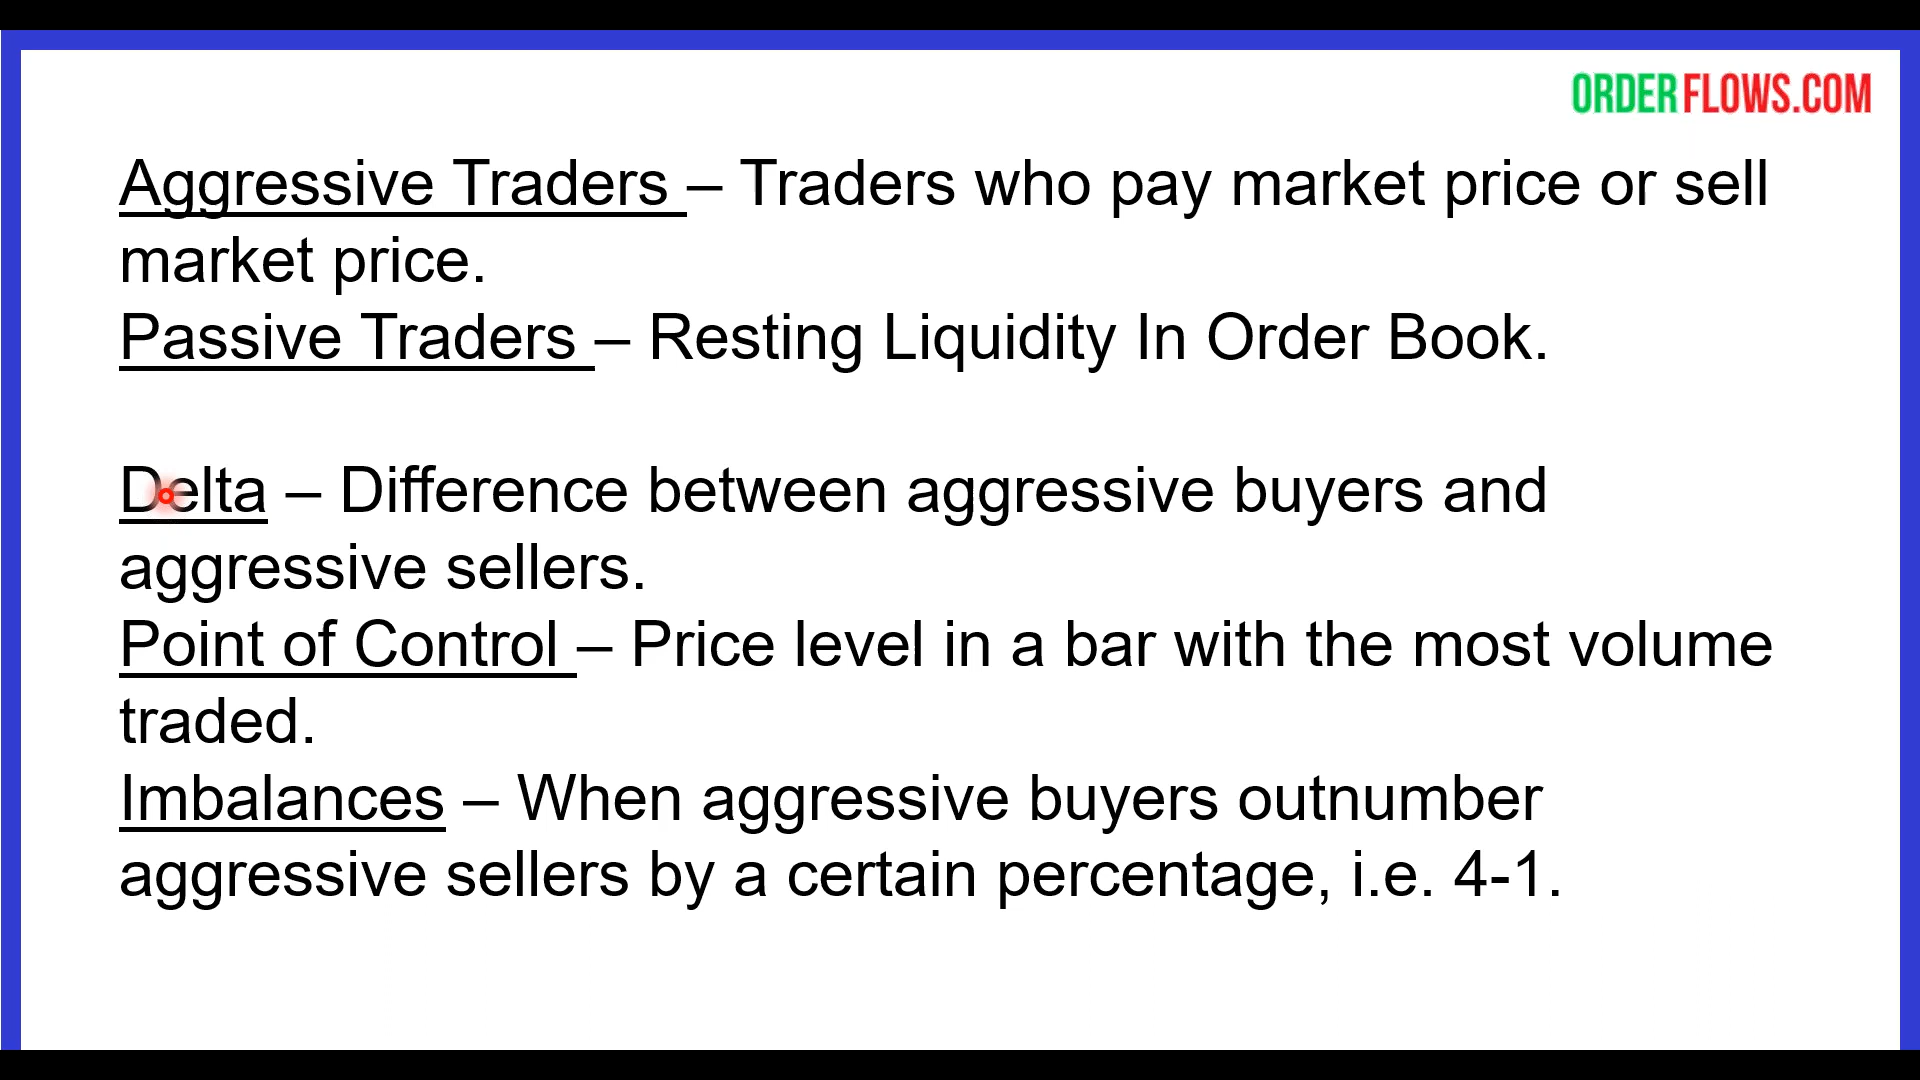 ORDERFLOWS.COM
Aggressive Traders – Traders who pay market price or sell
market price.
Passive Traders – Resting Liquidity In Order Book.
Delta – Difference between aggressive buyers and
aggressive sellers.
Point of Control – Price level in a bar with the most volume
traded.
Imbalances – When aggressive buyers outnumber
aggressive sellers by a certain percentage, i.e. 4-1.